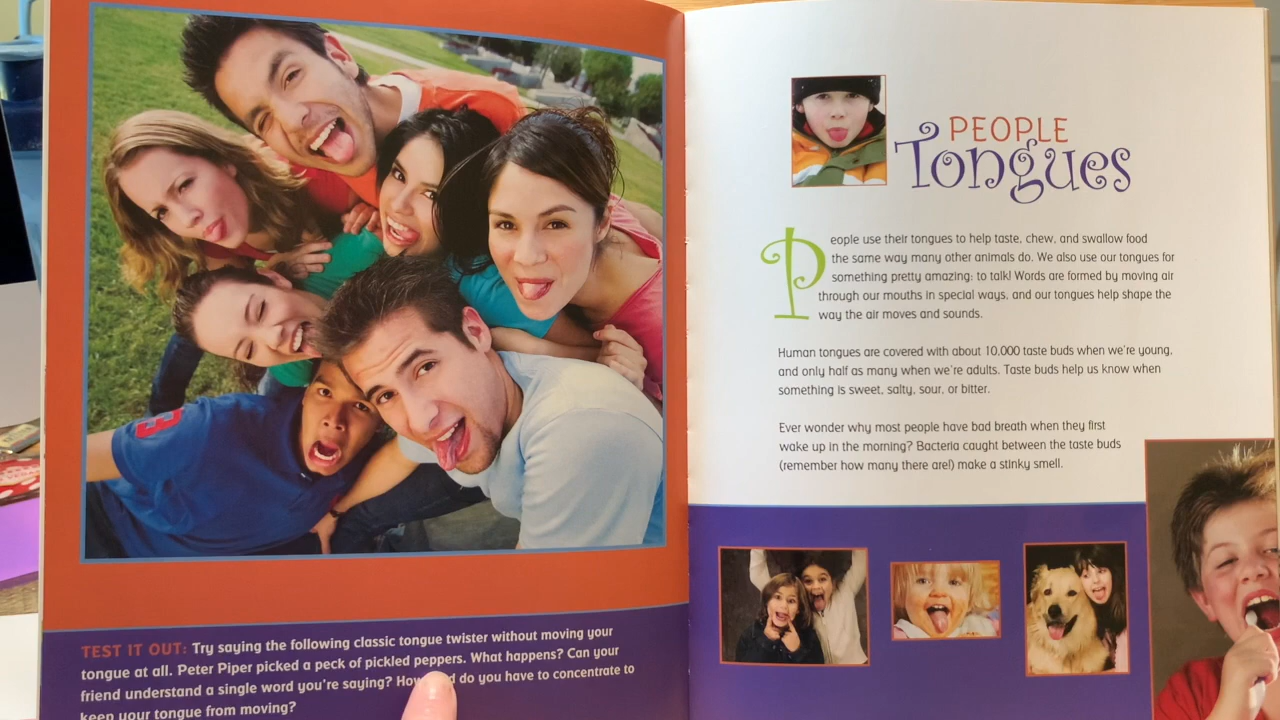 TEST IT OUT: Try saying the following classic tongue twister without moving your
tongue at all. Peter Piper picked a peck of pickled peppers. What happens? Can your
friend understand a single word you're saying? How do you have to concentrate to
keep your tongue from moving?
PEOPLE
Tongues
People use their tongues to help taste, chew, and swallow food
the same way many other animals do. We also use our tongues for
something pretty amazing: to talk! Words are formed by moving air
through our mouths in special ways, and our tongues help shape the
way the air moves and sounds.
Human tongues are covered with about 10,000 taste buds when we're young,
and only half as many when we're adults. Taste buds help us know when
something is sweet, salty, sour, or bitter.
Ever wonder why most people have bad breath when they first
wake up in the morning? Bacteria caught between the taste buds
(remember how many there are!) make a stinky smell.